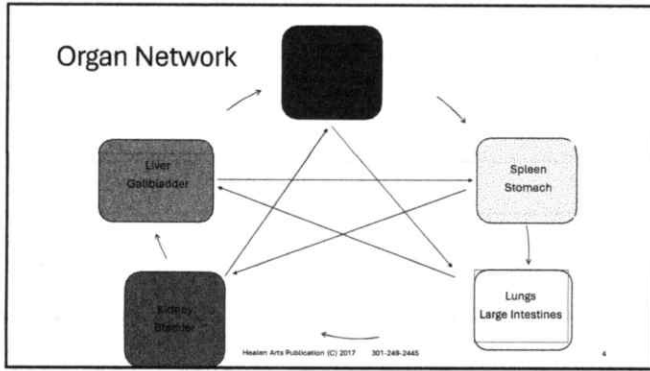 Organ Network
Liver
Gallbladder
Spleen
Stomach
Kidney
Bladder
Lungs
Large Intestines
Healen Arts Publication (C) 2017 301-249-2445
4